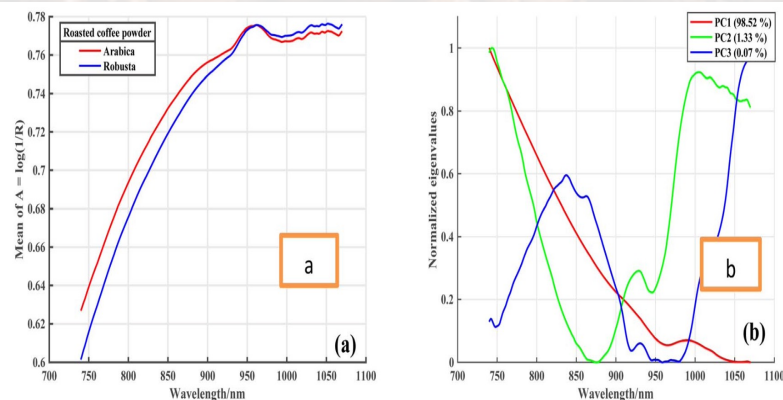 0.78
0.76
0.74
0.72
0.7
0.68
0.66
0.64
0.62
0.6
Mean of A = log(1/R)
Roasted coffee powder
Arabica
Robusta
a
(a)
700 750 800 850 900 950 1000 1050 1100
Wavelength/nm
PC1 (98.52 %)
PC2 (1.33 %)
PC3 (0.07 %)
1
0.8
0.6
0.4
0.2
0
Normalized eigenvalues
b
(b)
700 750 800 850 900 950 1000 1050 1100
Wavelength/nm